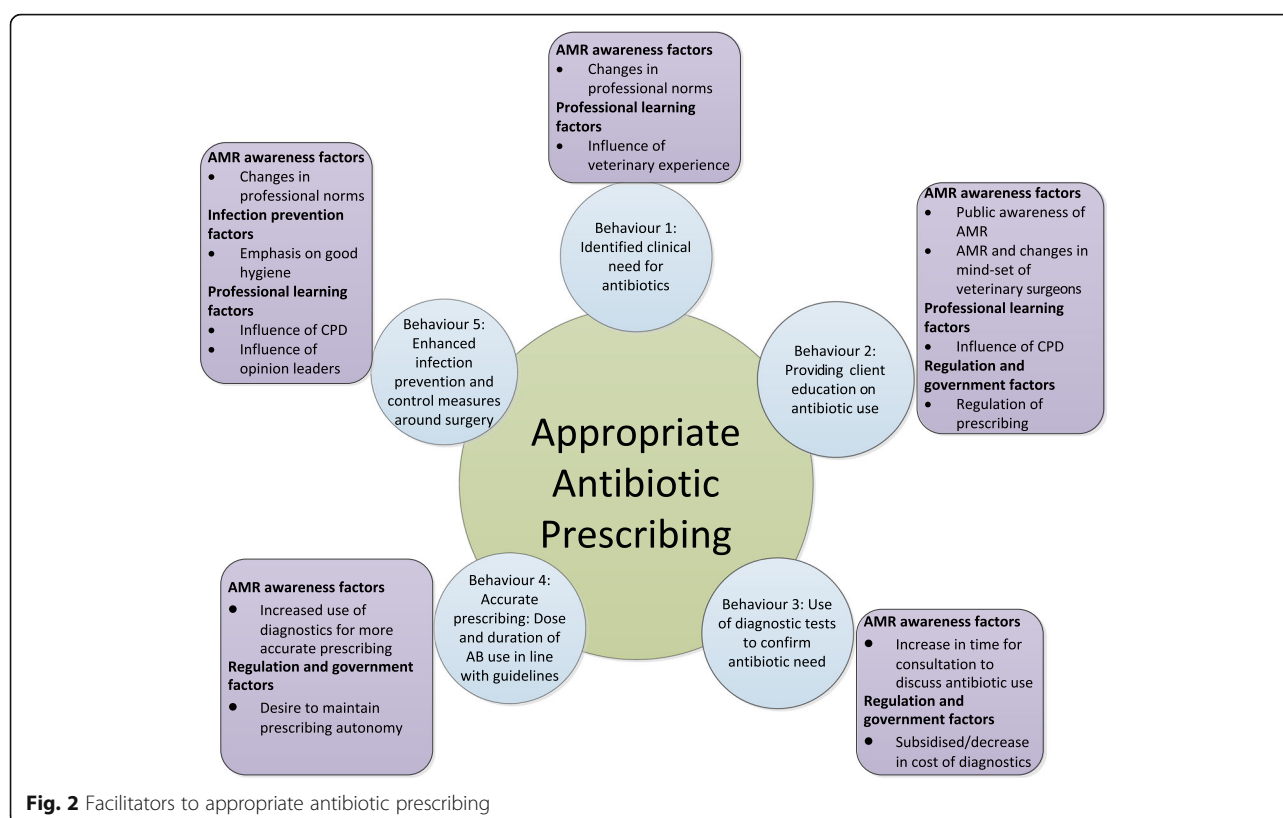 AMR awareness factors
• Changes in
professional norms
Professional learning
factors
• Influence of
veterinary experience
Behaviour 1:
Identified clinical
need for
antibiotics
AMR awareness factors
• Public awareness of
AMR
• AMR and changes in
mind-set of
veterinary surgeons
Professional learning
factors
• Influence of CPD
Regulation and
government factors
• Regulation of
prescribing
Behaviour 2:
Providing client
education on
antibiotic use
AMR awareness factors
• Changes in
professional norms
Infection prevention
factors
• Emphasis on good
hygiene
Professional learning
factors
• Influence of CPD
• Influence of
opinion leaders
Behaviour 5:
Enhanced
infection
prevention and
control measures
around surgery
Appropriate
Antibiotic
Prescribing
AMR awareness factors
• Increased use of
diagnostics for more
accurate prescribing
Regulation and government
factors
• Desire to maintain
prescribing autonomy
Behaviour 4:
Accurate
prescribing: Dose
and duration of
AB use in line
with guidelines
Behaviour 3: Use
of diagnostic tests
to confirm
antibiotic need
AMR awareness factors
• Increase in time for
consultation to
discuss antibiotic use
Regulation and
government factors
• Subsidised/decrease
in cost of diagnostics
Fig. 2 Facilitators to appropriate antibiotic prescribing